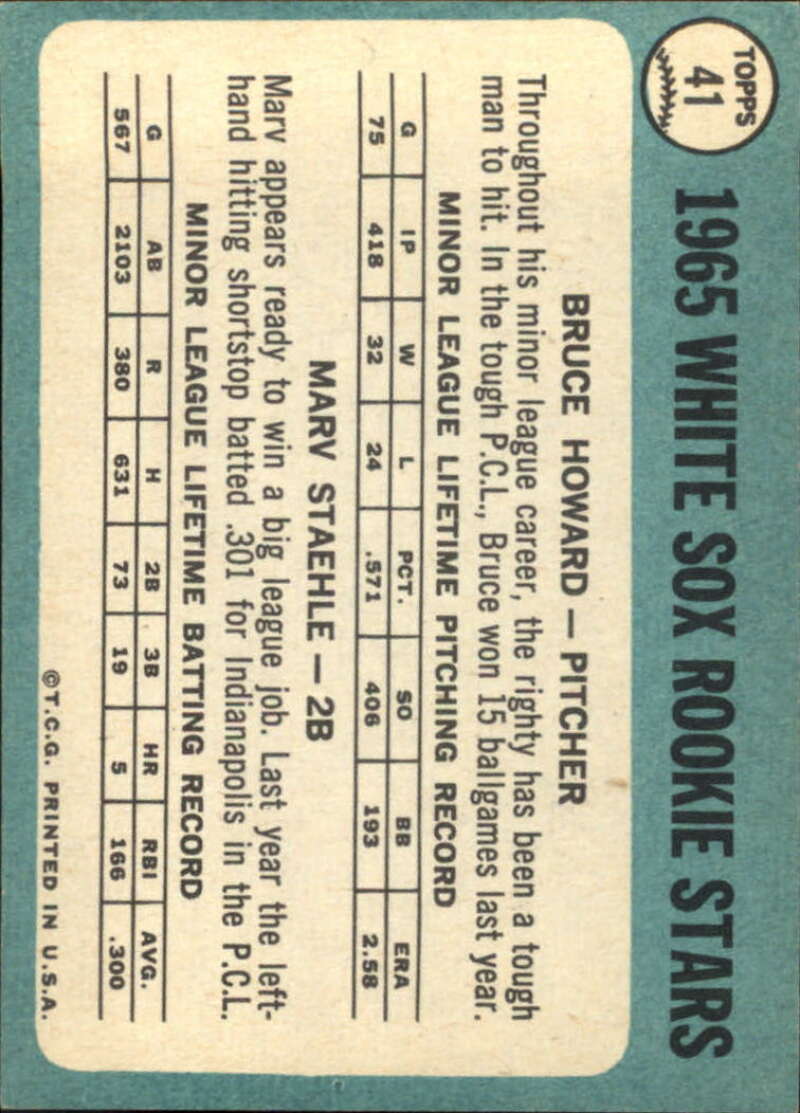 TOPPS
41
1965 WHITE SOX ROOKIE STARS
BRUCE HOWARD — PITCHER
Throughout his minor league career, the righty has been a tough
man to hit. In the tough P.C.L., Bruce won 15 ballgames last year.
MINOR LEAGUE LIFETIME PITCHING RECORD
G IP W L PCT. SO BB ERA
75 418 32 24 .571 406 193 2.58
MARV STAEHLE — 2B
Marv appears ready to win a big league job. Last year the left-
hand hitting shortstop batted .301 for Indianapolis in the P.C.L.
MINOR LEAGUE LIFETIME BATTING RECORD
G AB R H 2B 3B HR RBI AVG.
567 2103 380 631 73 19 5 166 .300
©T.C.G. PRINTED IN U.S.A.